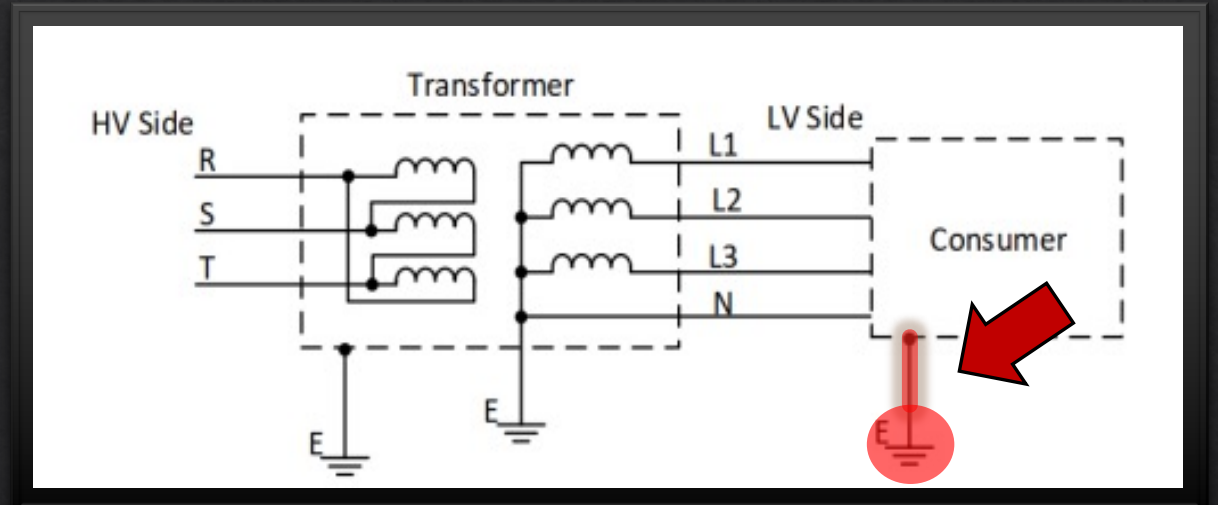 Transformer
HV Side
LV Side
R
L1
S
L2
Consumer
T
L3
N
E
E
E